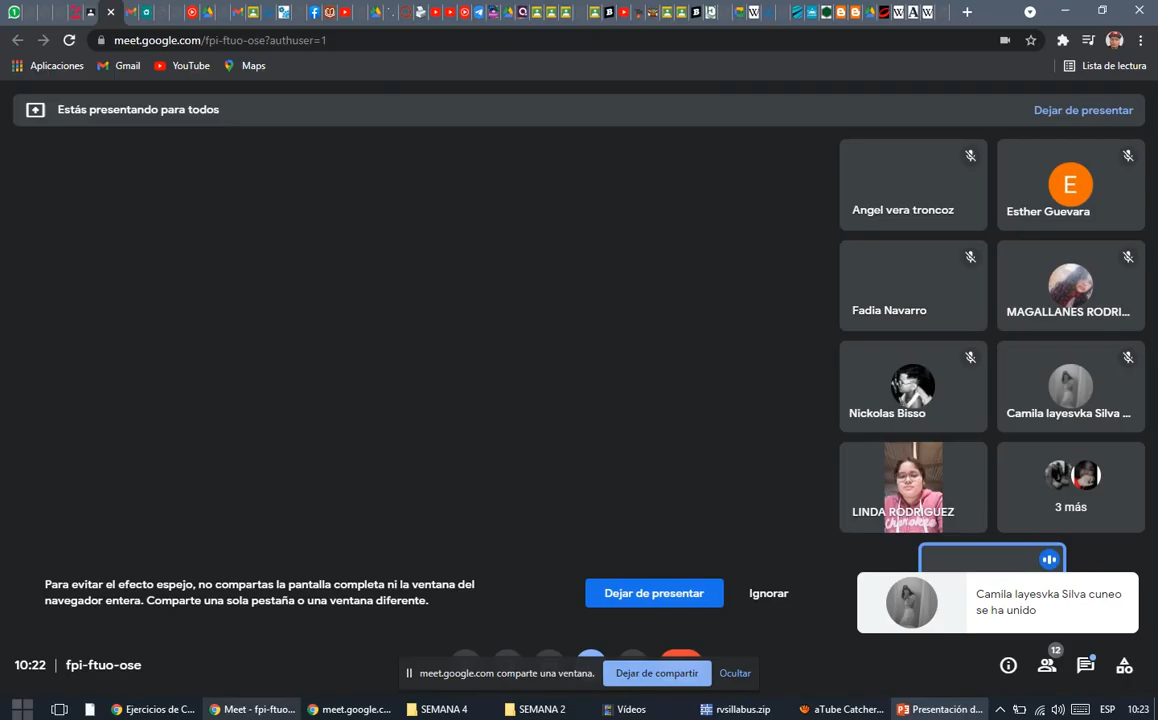 meet.google.com/fpi-ftuo-ose?authuser=1
Aplicaciones
Gmail
YouTube
Maps
Lista de lectura
Estás presentando para todos
Dejar de presentar
Angel vera troncoz
E
Esther Guevara
Fadia Navarro
MAGALLANES RODRI...
Nickolas Bisso
Camila layesvka Silva ...
LINDA RODRIGUEZ
3 más
Para evitar el efecto espejo, no compartas la pantalla completa ni la ventana del
navegador entera. Comparte una sola pestaña o una ventana diferente.
Dejar de presentar
Ignorar
Camila layesvka Silva cuneo
se ha unido
10:22
fpi-ftuo-ose
meet.google.com comparte una ventana.
Dejar de compartir
Ocultar
12
Ejercicios de C...
Meet - fpi-ftuo...
meet.google.c...
SEMANA 4
SEMANA 2
Vídeos
rvsillabus.zip
aTube Catcher...
Presentación d...
ESP
10:23